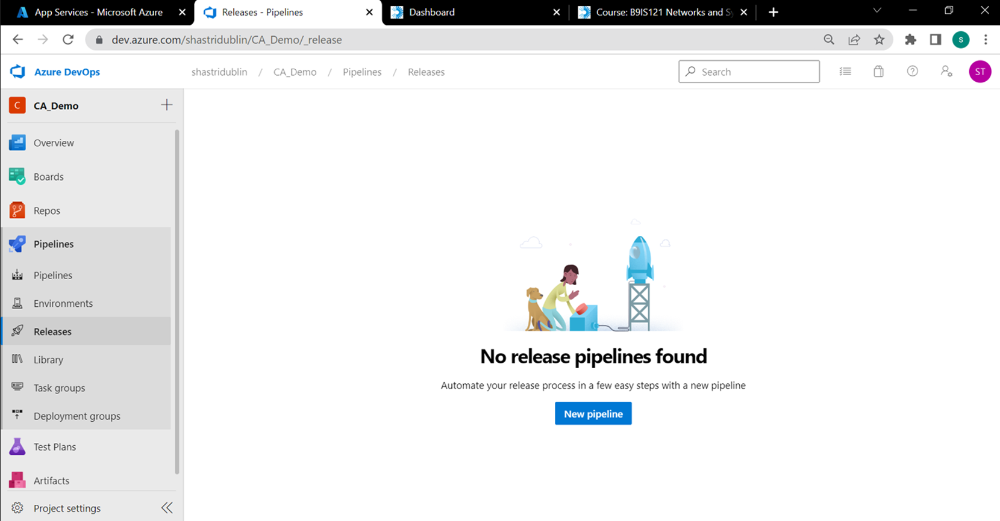 App Services - Microsoft Azure
Releases - Pipelines
Dashboard
Course: B9IS121 Networks and Sy
dev.azure.com/shastridublin/CA_Demo/_release
S
Azure DevOps
shastridublin / CA_Demo / Pipelines / Releases
Search
ST
C CA_Demo
Overview
Boards
Repos
Pipelines
Pipelines
Environments
Releases
Library
Task groups
Deployment groups
Test Plans
Artifacts
Project settings
No release pipelines found
Automate your release process in a few easy steps with a new pipeline
New pipeline